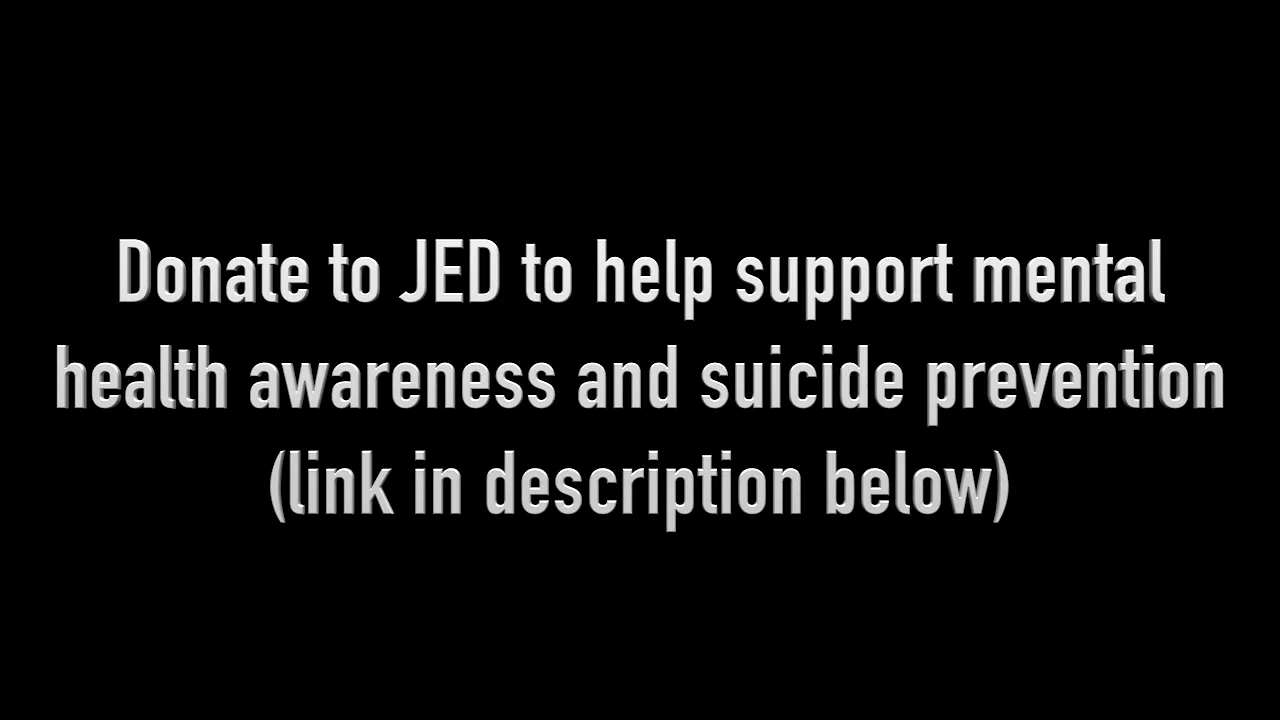 Donate to JED to help support mental
health awareness and suicide prevention
(link in description below)